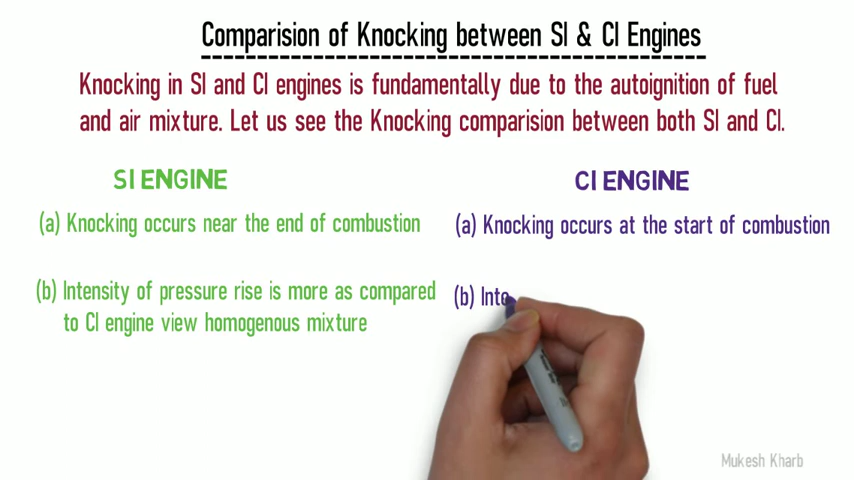 Comparision of Knocking between SI & CI Engines
Knocking in SI and CI engines is fundamentally due to the autoignition of fuel
and air mixture. Let us see the Knocking comparision between both SI and CI.
SI ENGINE
CI ENGINE
(a) Knocking occurs near the end of combustion
(a) Knocking occurs at the start of combustion
(b) Intensity of pressure rise is more as compared
to CI engine view homogenous mixture
(b) Inte
Mukesh Kharb